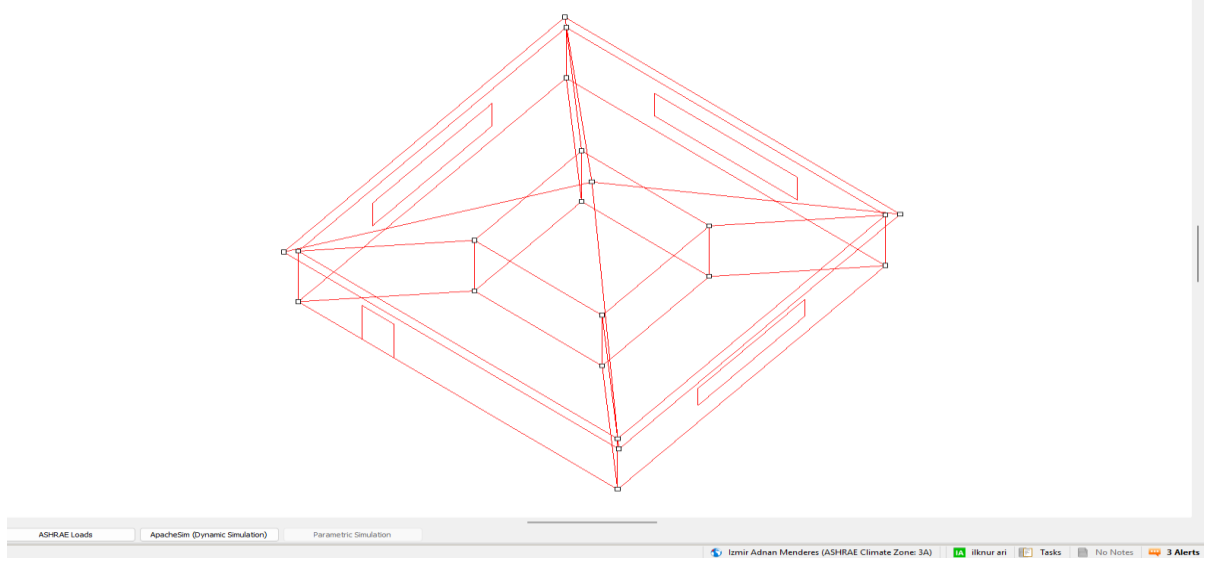 ASHRAE Loads ApacheSim (Dynamic Simulation) Parametric Simulation
Izmir Adnan Menderes (ASHRAE Climate Zone: 3A) IA ilknur ari Tasks No Notes 3 Alerts